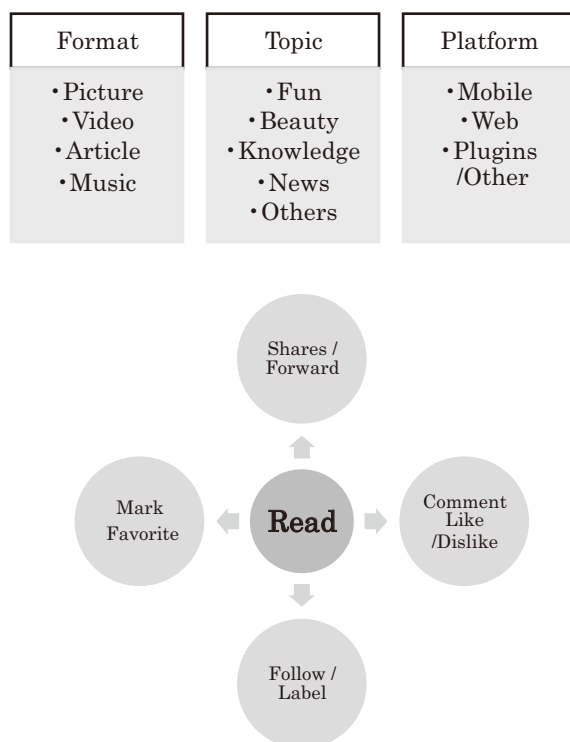 Format
・Picture
・Video
・Article
・Music
Topic
・Fun
・Beauty
・Knowledge
・News
・Others
Platform
・Mobile
・Web
・Plugins
/Other
Shares /
Forward
Mark
Favorite
Read
Comment
Like
/Dislike
Follow /
Label